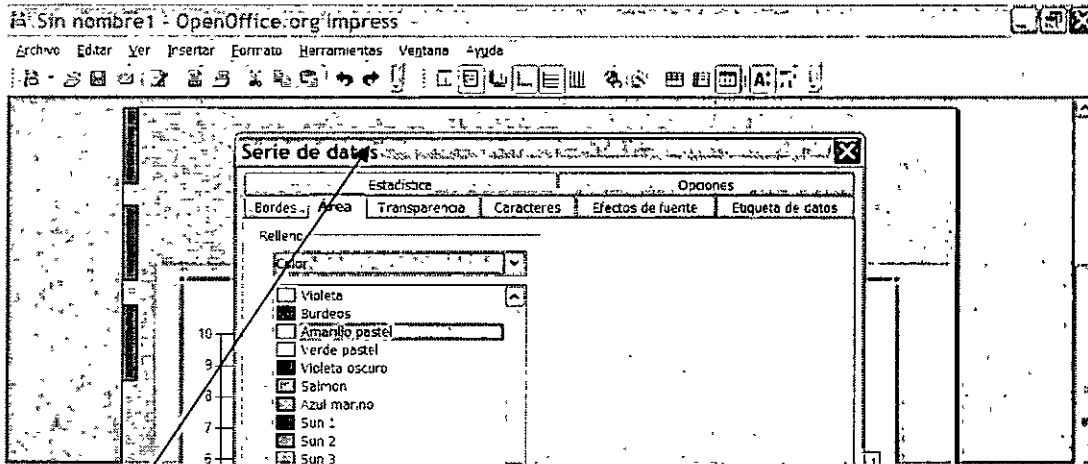 Sin nombre1 - OpenOffice.org Impress
Archivo Editar Ver Insertar Formato Herramientas Ventana Ayuda
Serie de datos
Estadística Opciones
Bordes Área Transparencia Caracteres Efectos de fuente Etiqueta de datos
Relleno
Color
Violeta
Burdeos
Amarillo pastel
10
Verde pastel
9
Violeta oscuro
Salmón
8
Azul marino
7
Sun 1
Sun 2
6
Sun 3